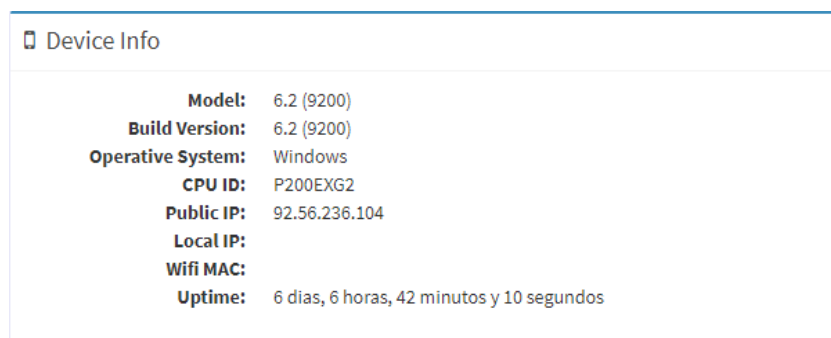 Device Info
Model: 6.2 (9200)
Build Version: 6.2 (9200)
Operative System: Windows
CPU ID: P200EXG2
Public IP: 92.56.236.104
Local IP:
Wifi MAC:
Uptime: 6 dias, 6 horas, 42 minutos y 10 segundos